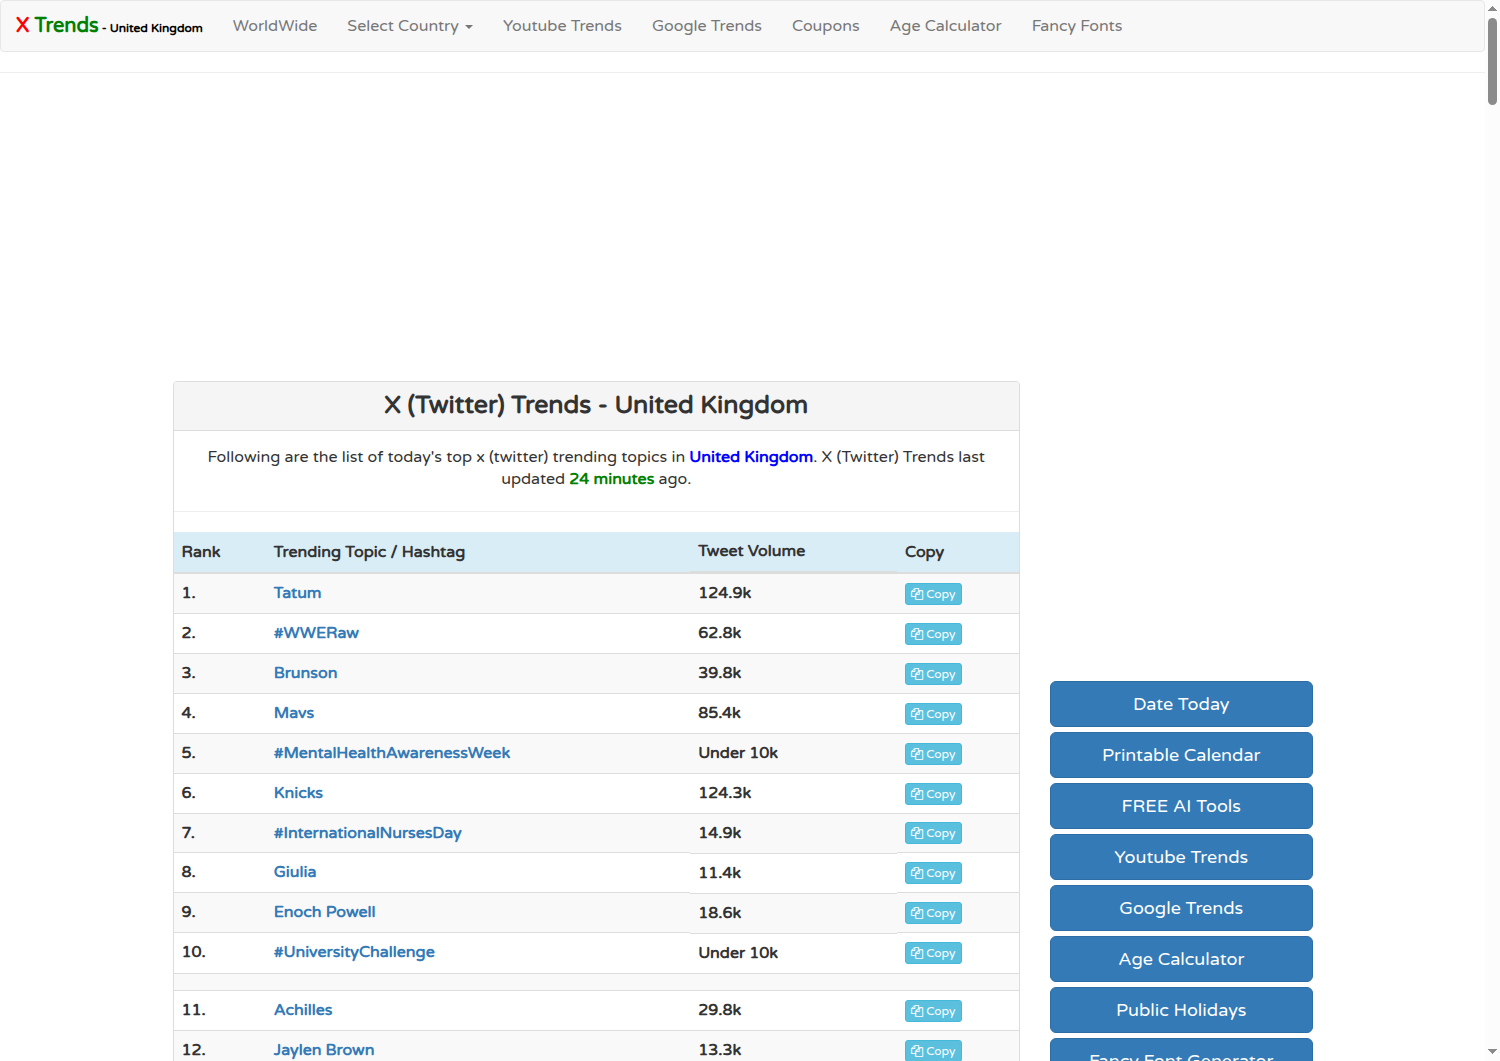 X Trends - United Kingdom WorldWide Select Country Youtube Trends Google Trends Coupons Age Calculator Fancy Fonts
X (Twitter) Trends - United Kingdom
Following are the list of today's top x (twitter) trending topics in United Kingdom. X (Twitter) Trends last
updated 24 minutes ago.
Rank Trending Topic / Hashtag Tweet Volume Copy
1. Tatum 124.9k Copy
2. #WWERaw 62.8k Copy
3. Brunson 39.8k Copy
4. Mavs 85.4k Copy
5. #MentalHealthAwarenessWeek Under 10k Copy
6. Knicks 124.3k Copy
7. #InternationalNursesDay 14.9k Copy
8. Giulia 11.4k Copy
9. Enoch Powell 18.6k Copy
10. #UniversityChallenge Under 10k Copy
11. Achilles 29.8k Copy
12. Jaylen Brown 13.3k Copy
Date Today
Printable Calendar
FREE AI Tools
Youtube Trends
Google Trends
Age Calculator
Public Holidays
Fancy Font Generator